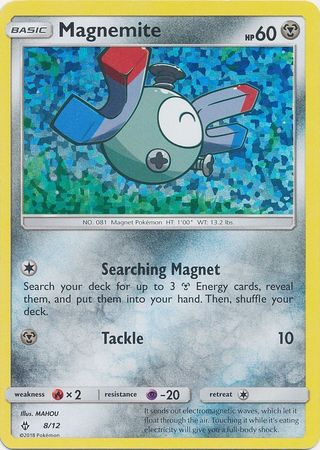 BASIC Magnemite HP 60
NO. 081 Magnet Pokémon HT: 1'00" WT: 13.2 lbs.
Searching Magnet
Search your deck for up to 3 Energy cards, reveal
them, and put them into your hand. Then, shuffle your
deck.
Tackle 10
weakness × 2 resistance -20 retreat
Illus. MAHOU
8/12
©2018 Pokémon
It sends out electromagnetic waves, which let it
float through the air. Touching it while it's eating
electricity will give you a full-body shock.